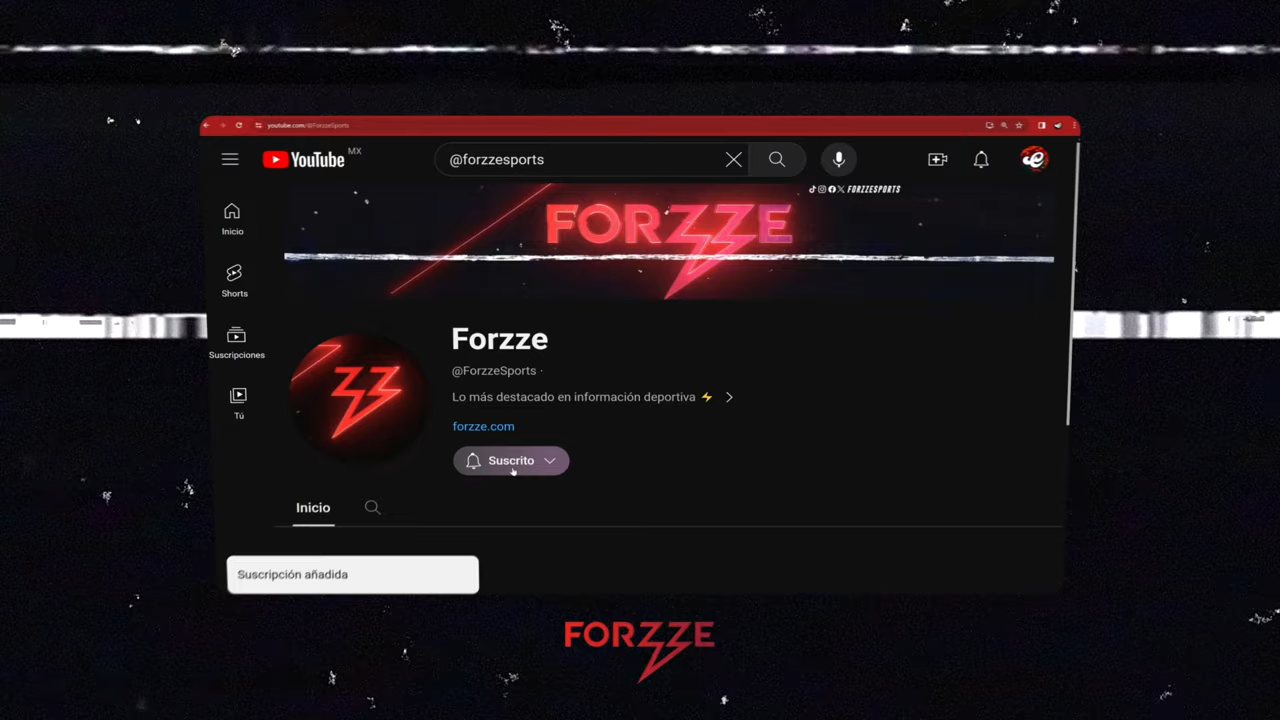 youtube.com/@ForzzeSports
YouTube MX
@forzzesports
FORZZESPORTS
FORZZE
Inicio
Shorts
Suscripciones
Tú
Forzze
@ForzzeSports ·
Lo más destacado en información deportiva ⚡
forzze.com
Suscrito
Inicio
Suscripción añadida
FORZZE